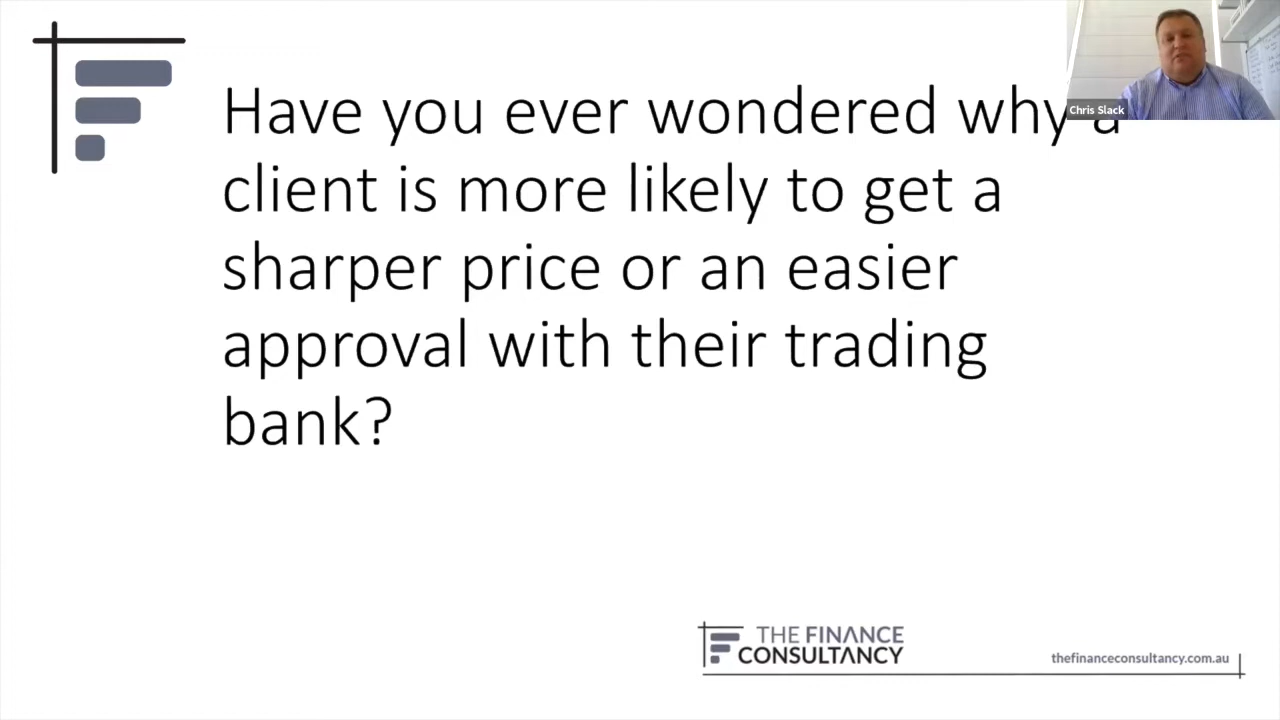 Have you ever wondered why a
client is more likely to get a
sharper price or an easier
approval with their trading
bank?
Chris Slack
THE FINANCE
CONSULTANCY
thefinanceconsultancy.com.au